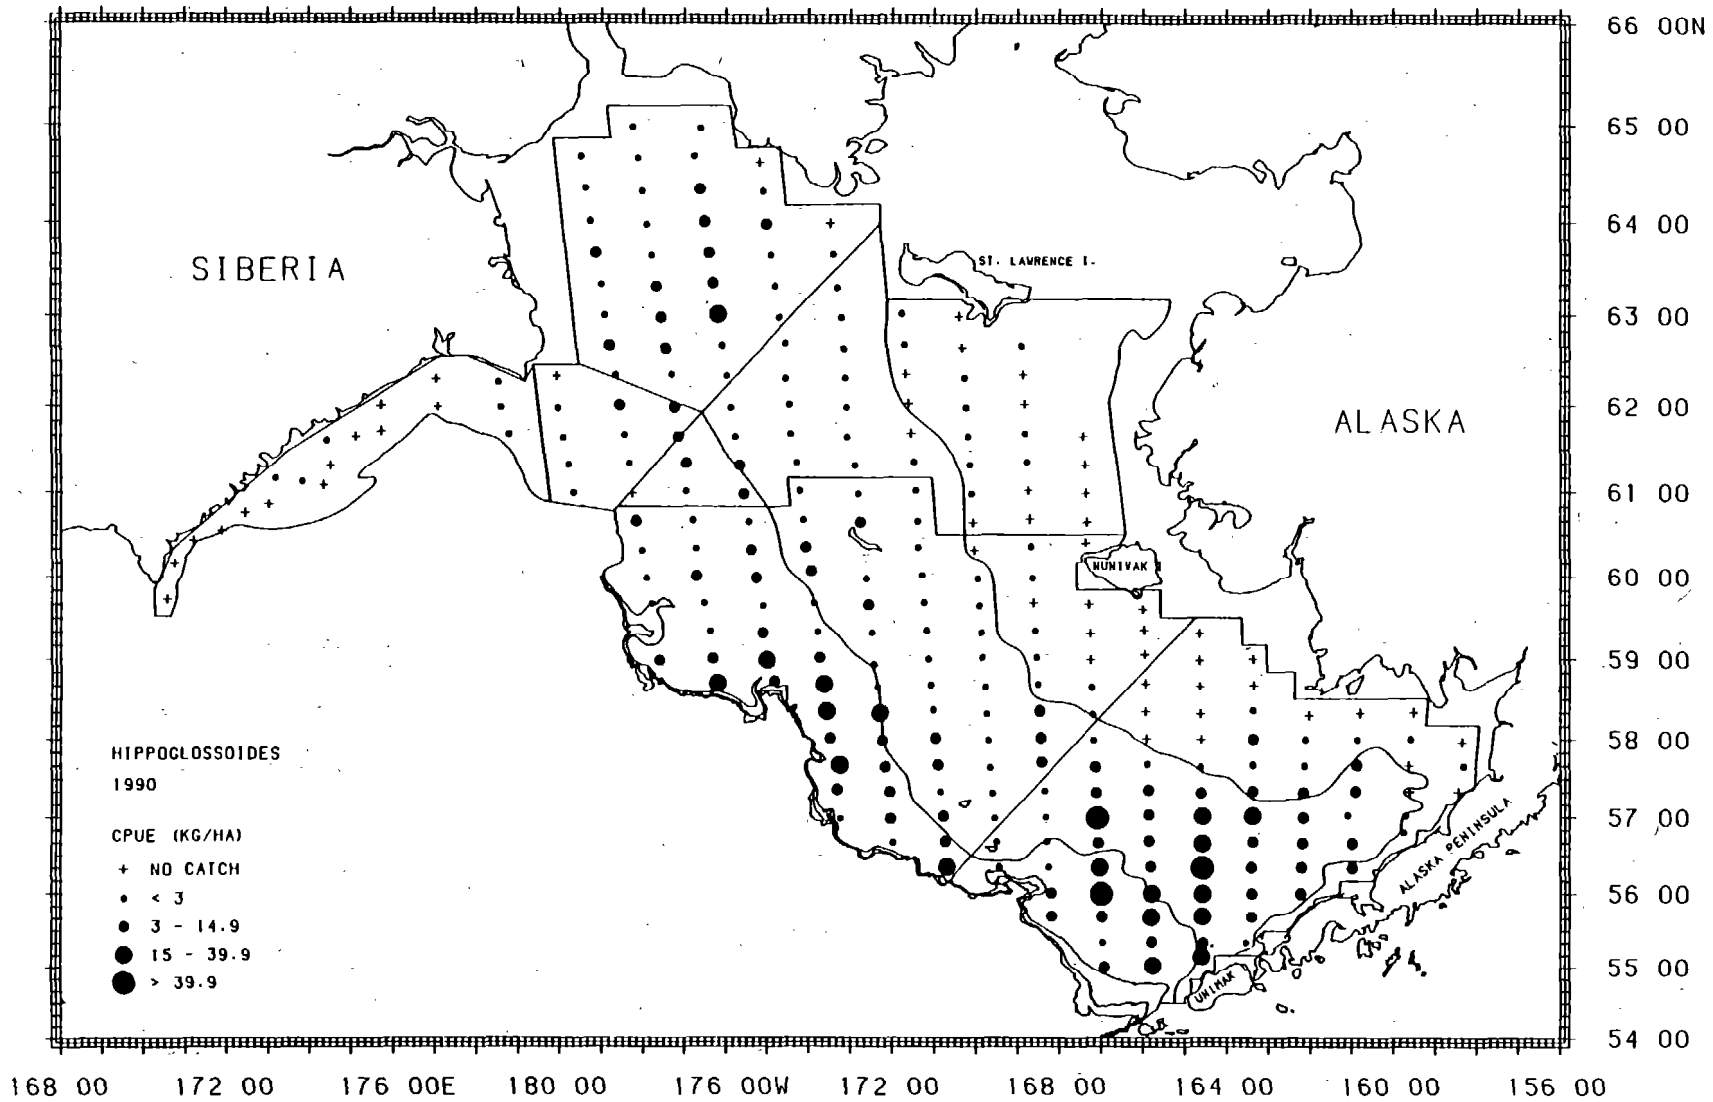 66 00N
65 00
64 00
63 00
62 00
61 00
60 00
59 00
58 00
57 00
56 00
55 00
54 00
SIBERIA
ST. LAWRENCE I.
ALASKA
NUNIVAK
HIPPOGLOSSOIDES
1990
CPUE (KG/HA)
+ NO CATCH
< 3
3 - 14.9
15 - 39.9
> 39.9
ALASKA PENINSULA
UNIMAK
168 00 172 00 176 00E 180 00 176 00W 172 00 168 00 164 00 160 00 156 00